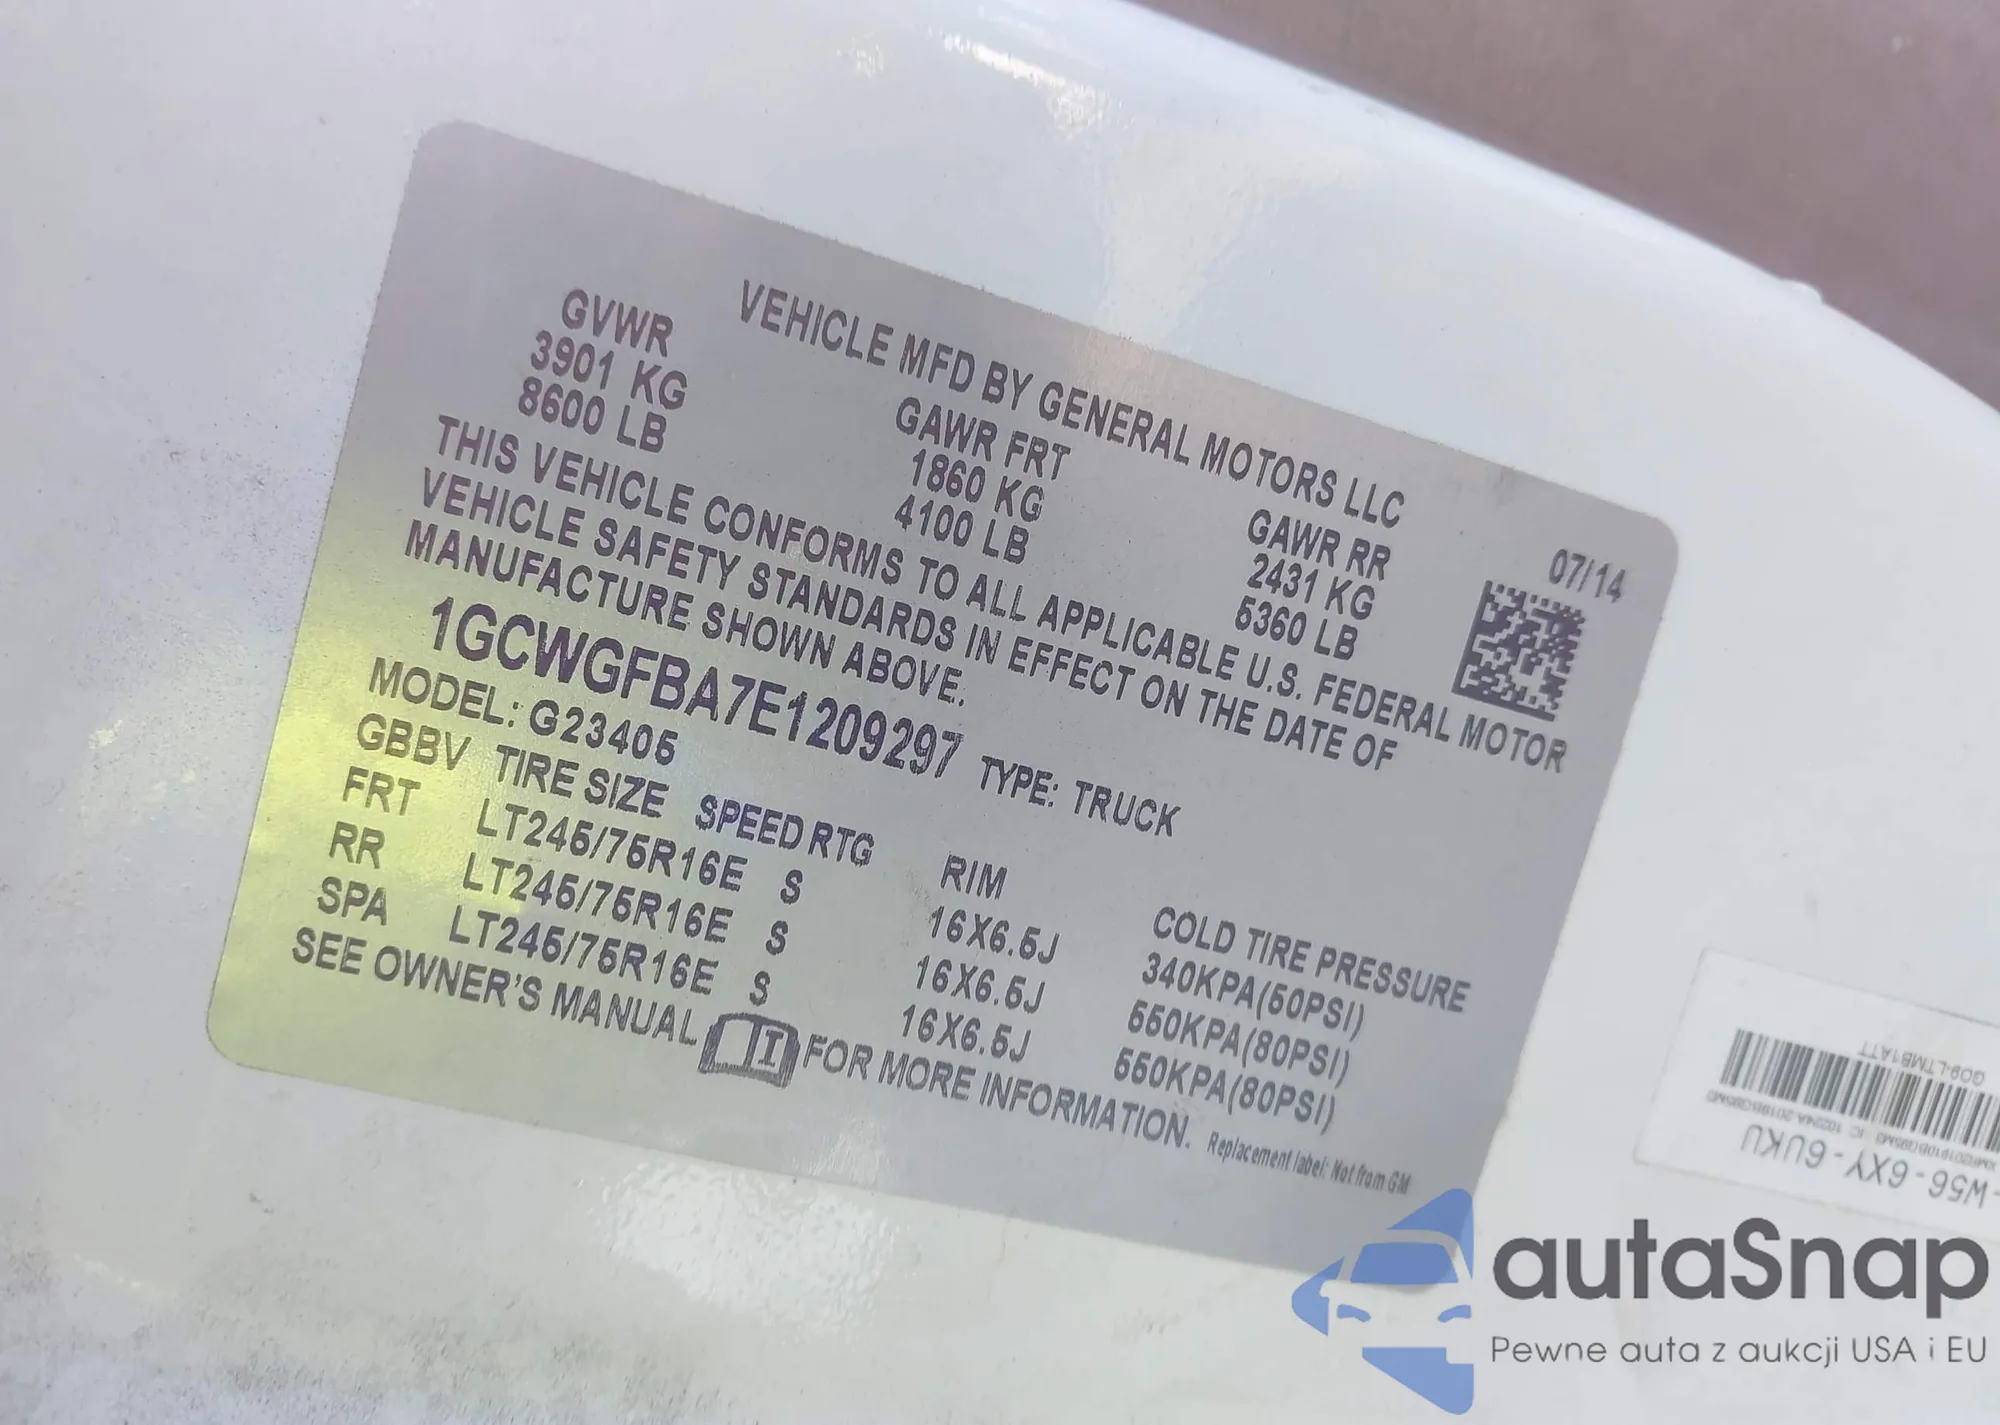 VEHICLE MFD BY GENERAL MOTORS LLC 07/14
GVWR GAWR FRT GAWR RR
3901 KG 1860 KG 2431 KG
8600 LB 4100 LB 5360 LB
THIS VEHICLE CONFORMS TO ALL APPLICABLE U.S. FEDERAL MOTOR
VEHICLE SAFETY STANDARDS IN EFFECT ON THE DATE OF
MANUFACTURE SHOWN ABOVE.
1GCWGFBA7E1209297 TYPE: TRUCK
MODEL: G23405
GBBV TIRE SIZE SPEED RTG RIM COLD TIRE PRESSURE
FRT LT245/75R16E S 16X6.5J 340KPA(50PSI)
RR LT245/75R16E S 16X6.5J 550KPA(80PSI)
SPA LT245/75R16E S 16X6.5J 550KPA(80PSI)
SEE OWNER'S MANUAL FOR MORE INFORMATION. Replacement label: Not from GM
-W56-6XY-6UKU
G09-LTMB1ATT
autaSnap
Pewne auta z aukcji USA i EU